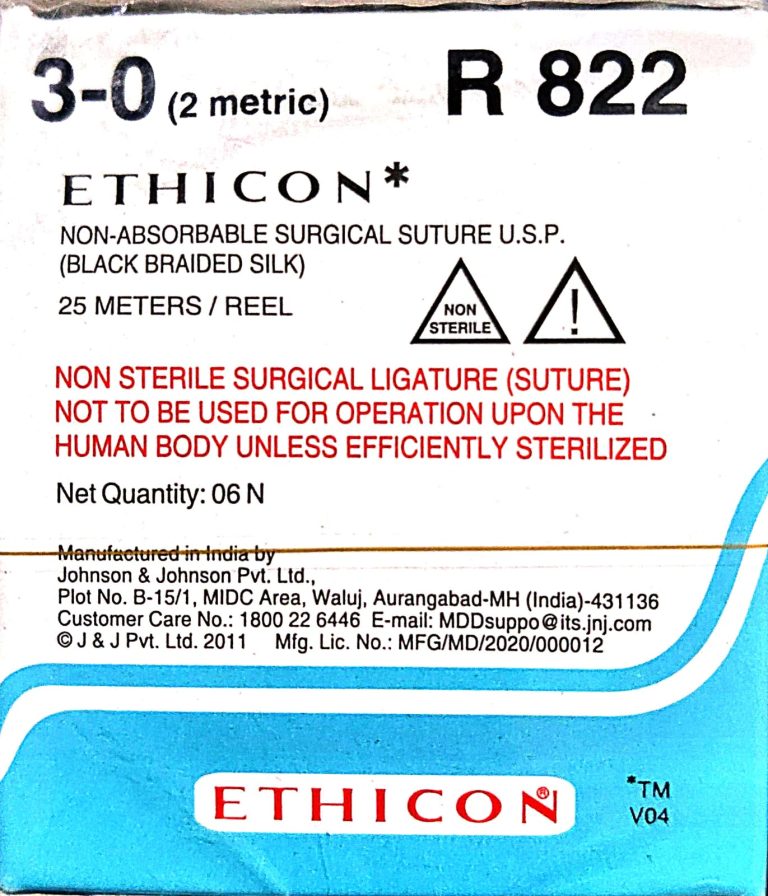 3-0 (2 metric) R 822
ETHICON*
NON-ABSORBABLE SURGICAL SUTURE U.S.P.
(BLACK BRAIDED SILK)
25 METERS / REEL
NON
STERILE
!
NON STERILE SURGICAL LIGATURE (SUTURE)
NOT TO BE USED FOR OPERATION UPON THE
HUMAN BODY UNLESS EFFICIENTLY STERILIZED
Net Quantity: 06 N
Manufactured in India by
Johnson & Johnson Pvt. Ltd.,
Plot No. B-15/1, MIDC Area, Waluj, Aurangabad-MH (India)-431136
Customer Care No.: 1800 22 6446 E-mail: MDDsuppo@its.jnj.com
© J & J Pvt. Ltd. 2011 Mfg. Lic. No.: MFG/MD/2020/000012
ETHICON®
*TM
V04